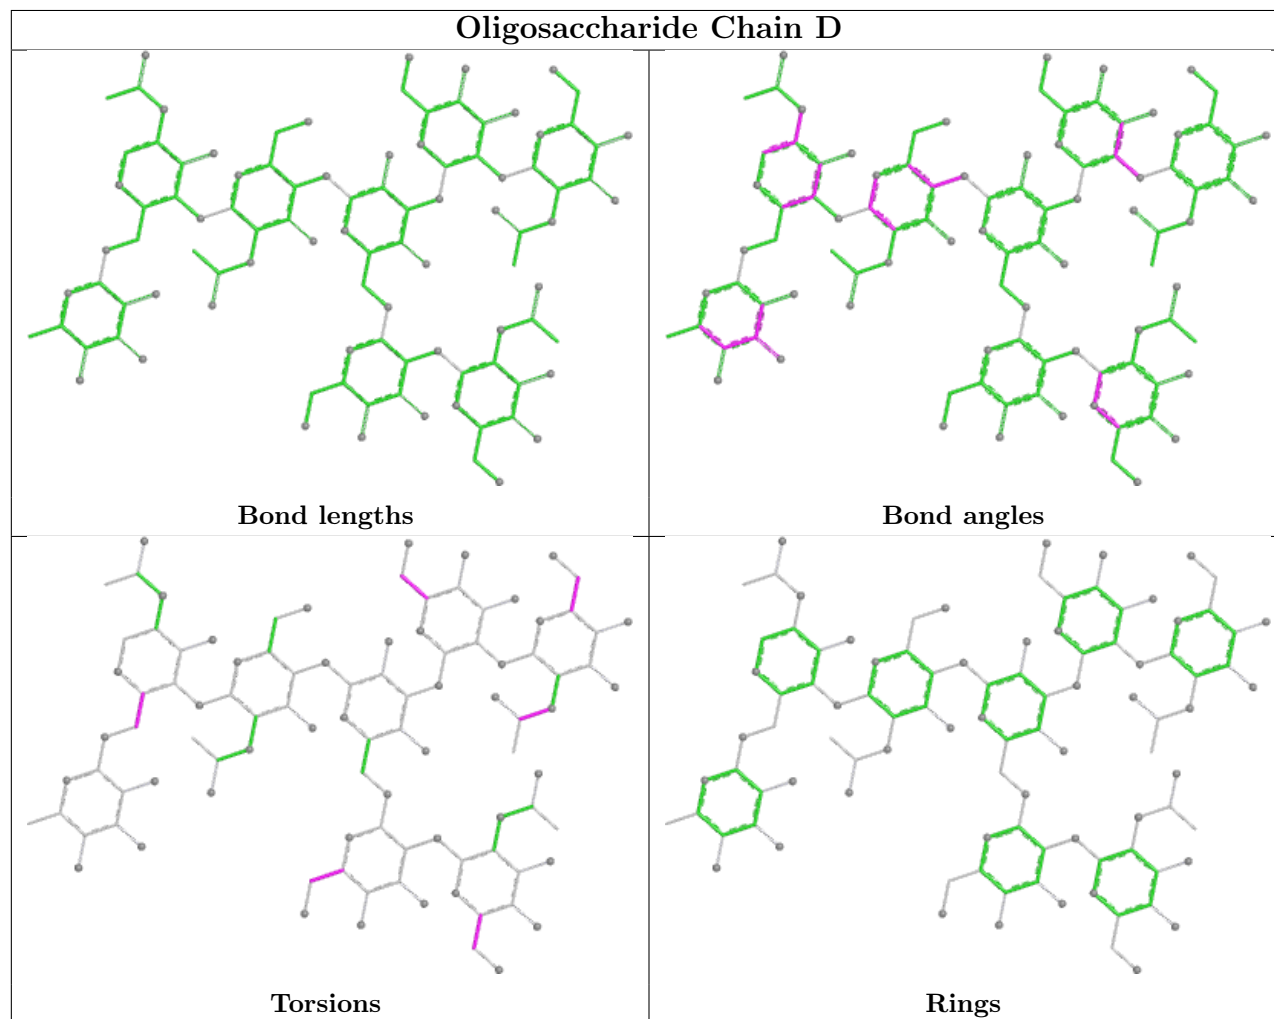 Oligosaccharide Chain D
Bond lengths
Bond angles
Torsions
Rings